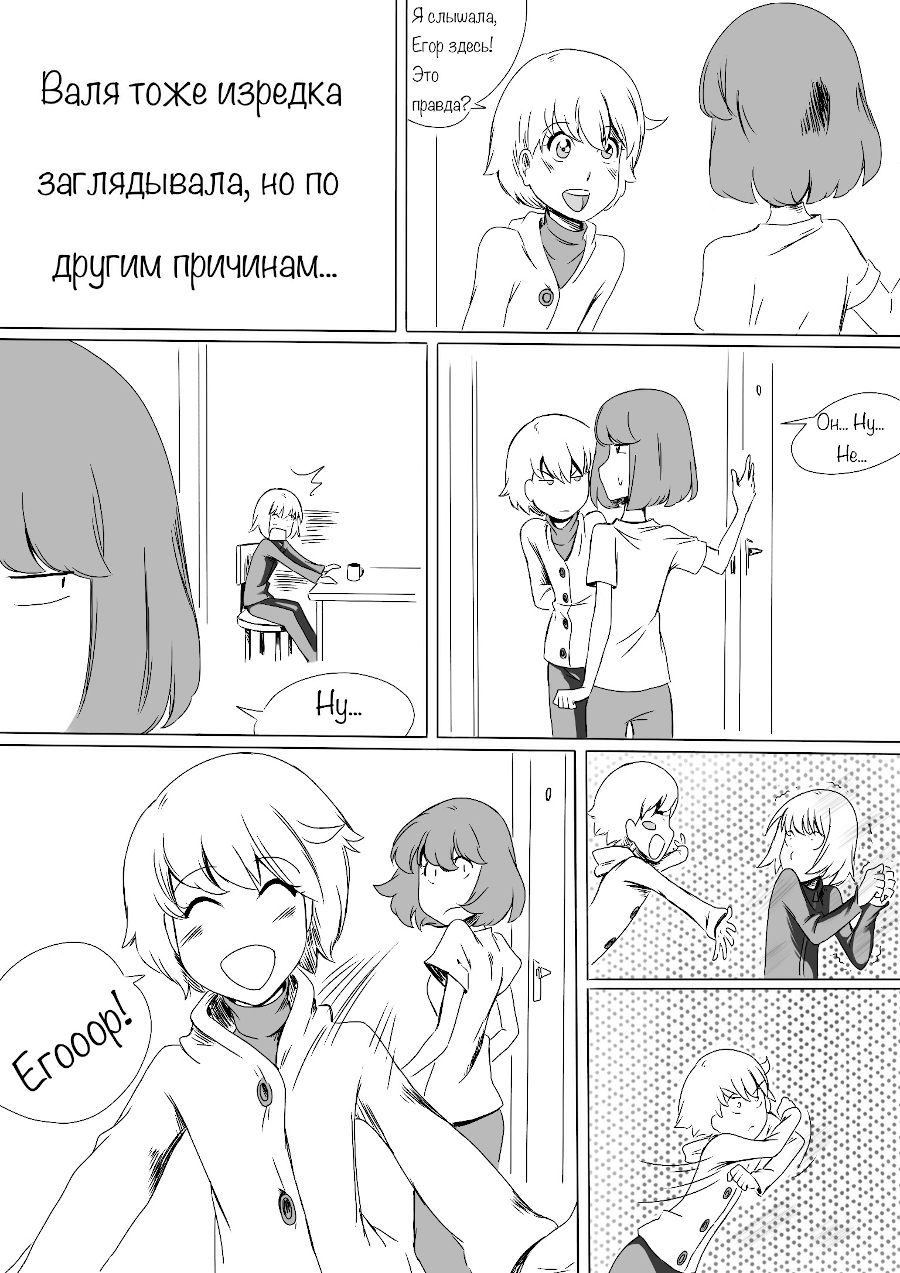 Валя тоже изредка
заглядывала, но по
другим причинам...
Я слышала,
Егор здесь!
Это
правда?
Ну...
Он... Ну...
Не...
Егооор!